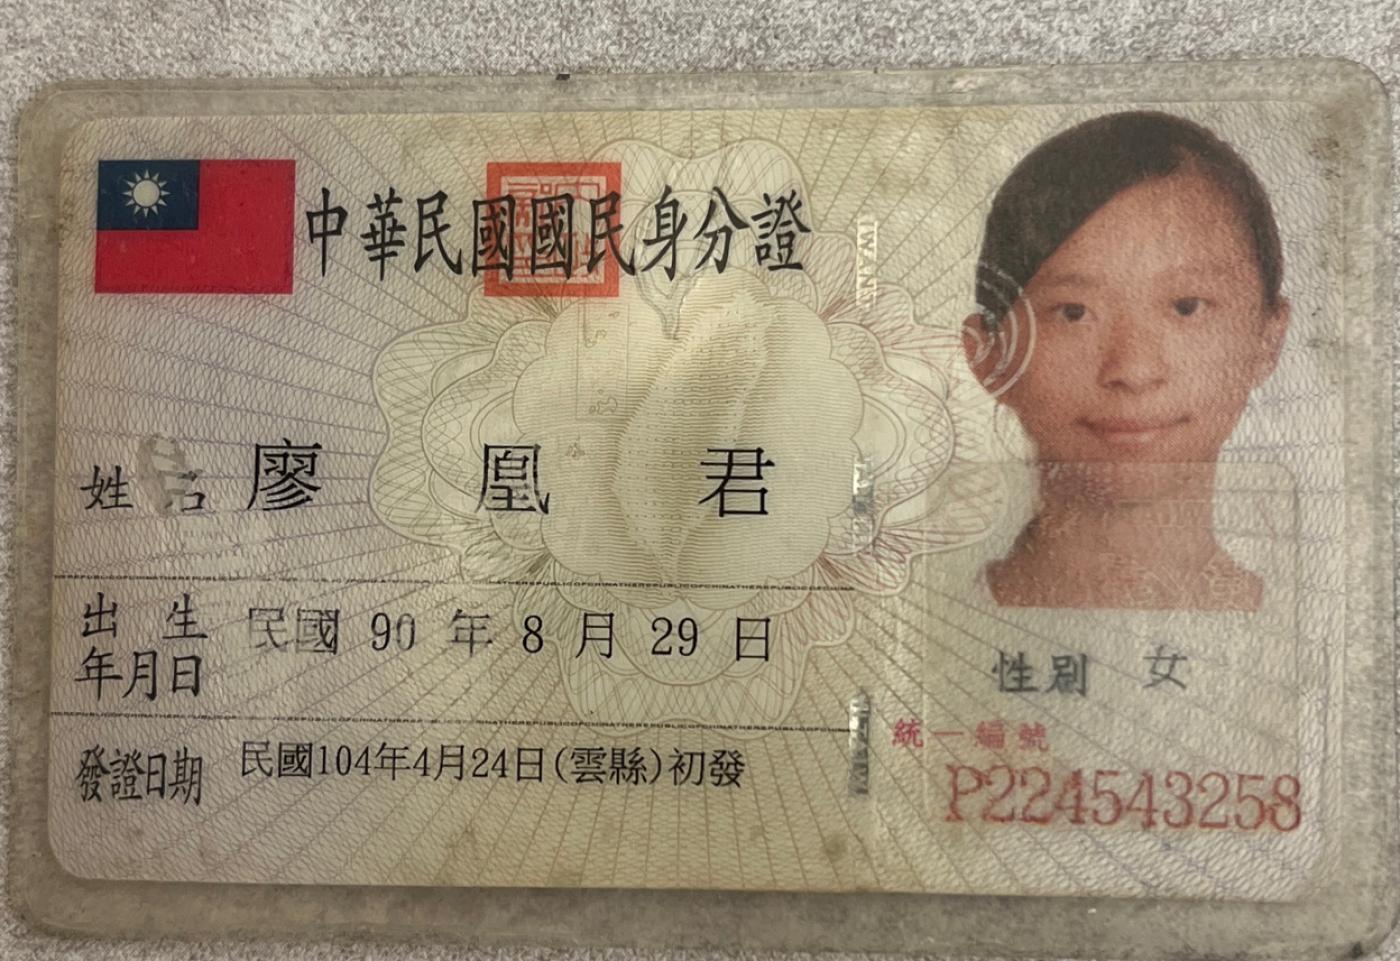 中華民國國民身分證
姓名 廖凰君
出生年月日 民國 90 年 8 月 29 日
發證日期 民國104年4月24日(雲縣)初發
性別 女
統一編號
P224543258